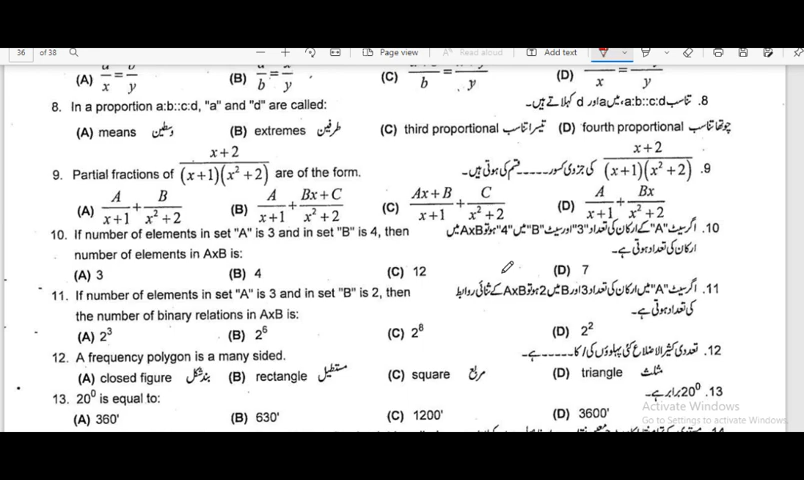 36 of 38 Page view Read aloud Add text
(A) = x y (B) b = y (C) b = y (D) x = y
8. In a proportion a:b::c:d, "a" and "d" are called: 8. تناسب a:b::c:d، میں a اور d کہلاتے ہیں۔
(A) means وسطین (B) extremes طرفین (C) third proportional تیسرا تناسب (D) fourth proportional چوتھا تناسب
9. Partial fractions of x+2/(x+1)(x²+2) are of the form. 9. x+2/(x+1)(x²+2) کی جزوی کسور-----قسم کی ہوتی ہیں۔
(A) A/x+1 + B/x²+2 (B) A/x+1 + Bx+C/x²+2 (C) Ax+B/x+1 + C/x²+2 (D) A/x+1 + Bx/x²+2
10. If number of elements in set "A" is 3 and in set "B" is 4, then 10. اگر سیٹ "A" کے ارکان کی تعداد "3" اور سیٹ "B" میں "4" ہو تو AxB میں
number of elements in AxB is: ارکان کی تعداد ہوتی ہے۔
(A) 3 (B) 4 (C) 12 (D) 7
11. If number of elements in set "A" is 3 and in set "B" is 2, then 11. اگر سیٹ "A" میں ارکان کی تعداد 3 اور B میں 2 ہو تو AxB کے ثنائی روابط
the number of binary relations in AxB is: کی تعداد ہوتی ہے۔
(A) 2³ (B) 2⁶ (C) 2⁸ (D) 2²
12. A frequency polygon is a many sided. 12. تعددی کثیرالاضلاع کئی پہلوؤں کی/کا-----ہے۔
(A) closed figure بند شکل (B) rectangle مستطیل (C) square مربع (D) triangle مثلث
13. 20⁰ is equal to: 13. 20⁰ برابر ہے۔
(A) 360' (B) 630' (C) 1200' (D) 3600'
Activate Windows
Go to Settings to activate Windows.